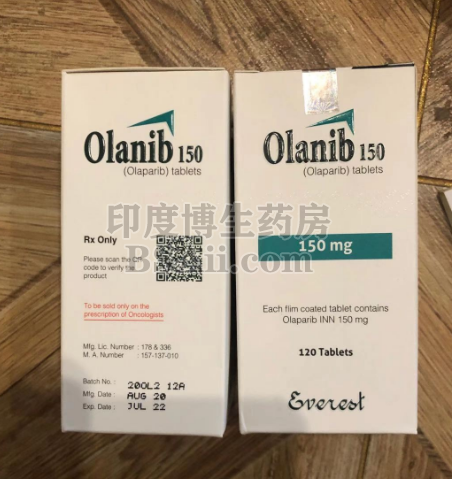 Olanib 150
(Olaparib) tablets
Rx Only
Please scan the QR
code to verify the
product
To be sold only on the
prescription of Oncologists
Mfg. Lic. Number : 178 & 336
M. A. Number : 157-137-010
Batch No. : 20OL2 12A
Mfg. Date : AUG 20
Exp. Date : JUL 22
Olanib 150
(Olaparib) tablets
150 mg
Each film coated tablet contains
Olaparib INN 150 mg
120 Tablets
Everest
印度博生药房